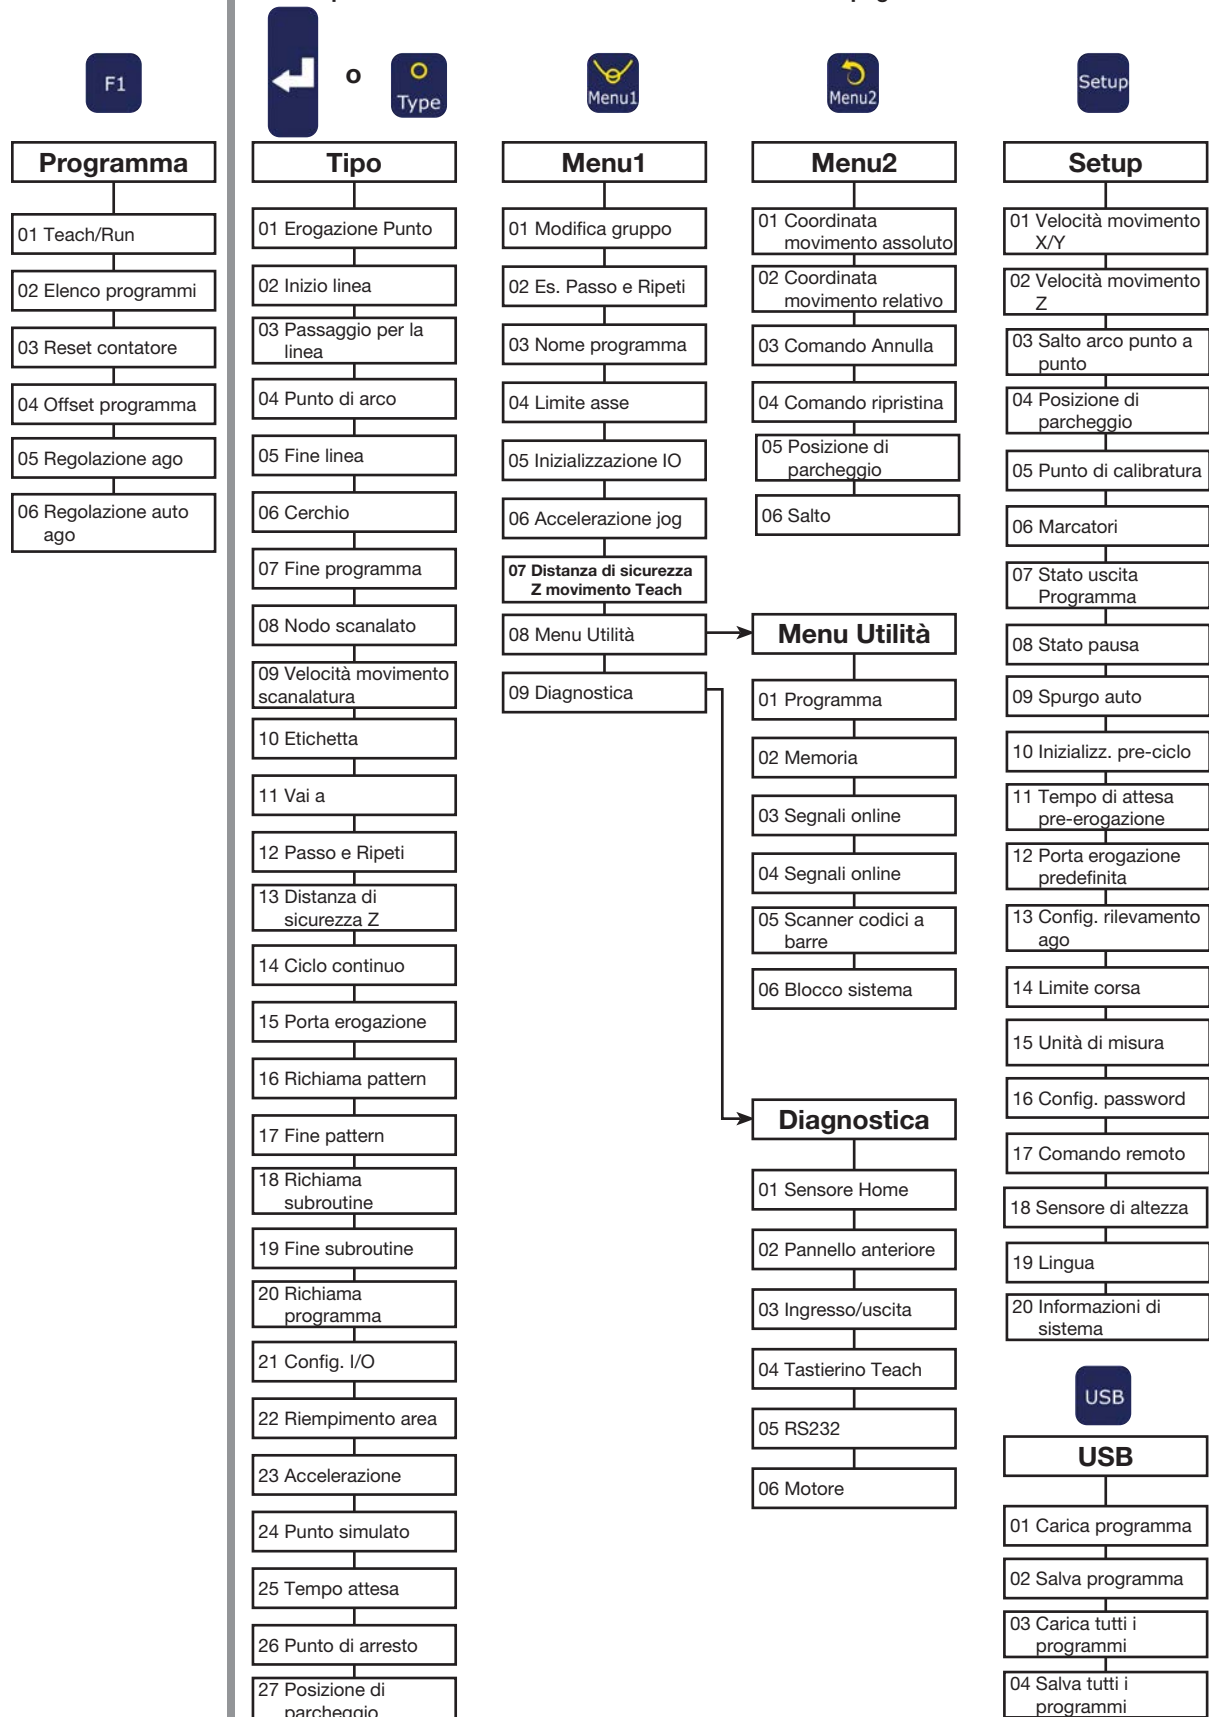 F1
Programma
01 Teach/Run
02 Elenco programmi
03 Reset contatore
04 Offset programma
05 Regolazione ago
06 Regolazione auto
ago
o
Type
Tipo
01 Erogazione Punto
02 Inizio linea
03 Passaggio per la
linea
04 Punto di arco
05 Fine linea
06 Cerchio
07 Fine programma
08 Nodo scanalato
09 Velocità movimento
scanalatura
10 Etichetta
11 Vai a
12 Passo e Ripeti
13 Distanza di
sicurezza Z
14 Ciclo continuo
15 Porta erogazione
16 Richiama pattern
17 Fine pattern
18 Richiama
subroutine
19 Fine subroutine
20 Richiama
programma
21 Config. I/O
22 Riempimento area
23 Accelerazione
24 Punto simulato
25 Tempo attesa
26 Punto di arresto
27 Posizione di
parcheggio
Menu1
Menu1
01 Modifica gruppo
02 Es. Passo e Ripeti
03 Nome programma
04 Limite asse
05 Inizializzazione IO
06 Accelerazione jog
07 Distanza di sicurezza
Z movimento Teach
08 Menu Utilità
09 Diagnostica
Menu2
Menu2
01 Coordinata
movimento assoluto
02 Coordinata
movimento relativo
03 Comando Annulla
04 Comando ripristina
05 Posizione di
parcheggio
06 Salto
Menu Utilità
01 Programma
02 Memoria
03 Segnali online
04 Segnali online
05 Scanner codici a
barre
06 Blocco sistema
Diagnostica
01 Sensore Home
02 Pannello anteriore
03 Ingresso/uscita
04 Tastierino Teach
05 RS232
06 Motore
Setup
Setup
01 Velocità movimento
X/Y
02 Velocità movimento
Z
03 Salto arco punto a
punto
04 Posizione di
parcheggio
05 Punto di calibratura
06 Marcatori
07 Stato uscita
Programma
08 Stato pausa
09 Spurgo auto
10 Inizializz. pre-ciclo
11 Tempo di attesa
pre-erogazione
12 Porta erogazione
predefinita
13 Config. rilevamento
ago
14 Limite corsa
15 Unità di misura
16 Config. password
17 Comando remoto
18 Sensore di altezza
19 Lingua
20 Informazioni di
sistema
USB
USB
01 Carica programma
02 Salva programma
03 Carica tutti i
programmi
04 Salva tutti i
programmi